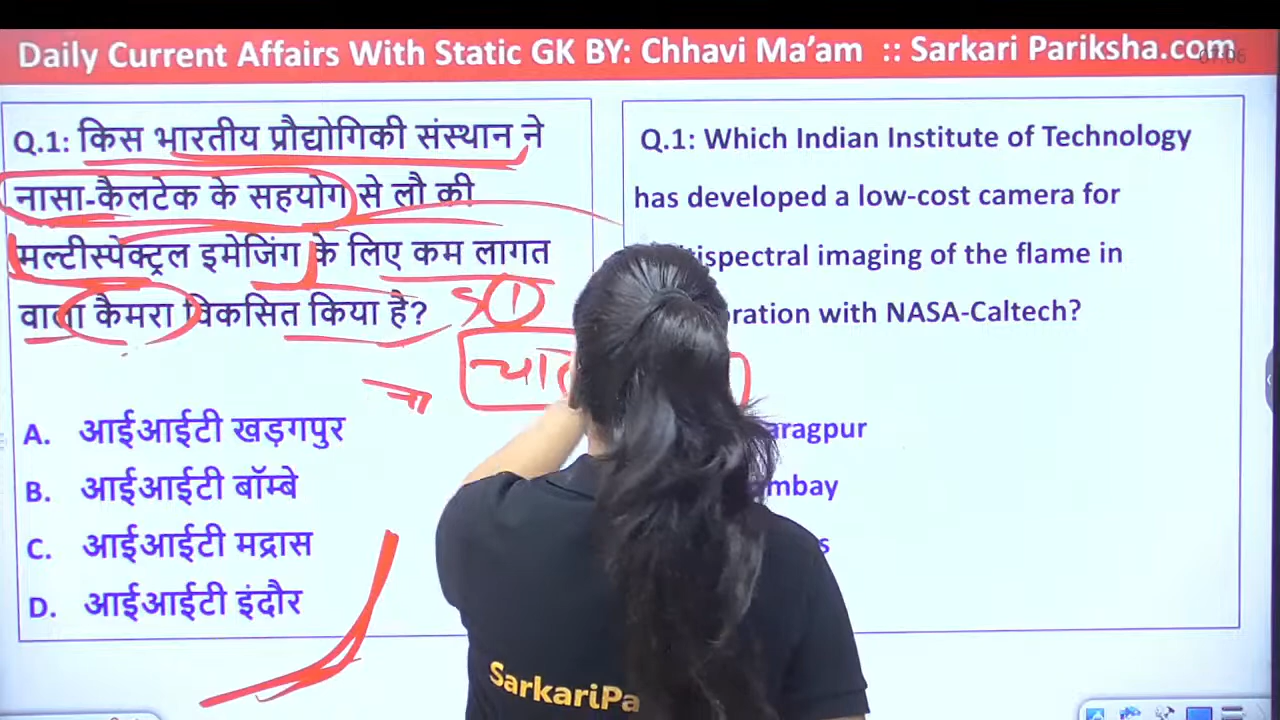 Daily Current Affairs With Static GK BY: Chhavi Ma'am :: Sarkari Pariksha.com
07:06
Q.1: किस भारतीय प्रौद्योगिकी संस्थान ने
नासा-कैलटेक के सहयोग से लौ की
मल्टीस्पेक्ट्रल इमेजिंग के लिए कम लागत
वाला कैमरा विकसित किया है?
A. आईआईटी खड़गपुर
B. आईआईटी बॉम्बे
C. आईआईटी मद्रास
D. आईआईटी इंदौर
Q.1: Which Indian Institute of Technology
has developed a low-cost camera for
tispectral imaging of the flame in
oration with NASA-Caltech?
aragpur
mbay
s
SarkariPa